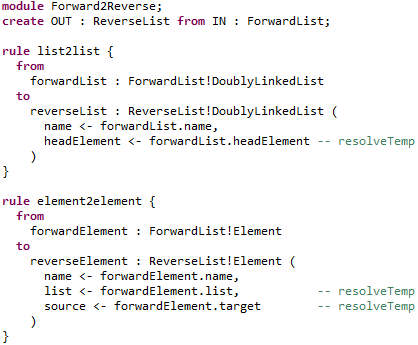 module Forward2Reverse;
create OUT : ReverseList from IN : ForwardList;

rule list2list {
  from
    forwardList : ForwardList!DoublyLinkedList
  to
    reverseList : ReverseList!DoublyLinkedList (
      name <- forwardList.name,
      headElement <- forwardList.headElement -- resolveTemp
    )
}

rule element2element {
  from
    forwardElement : ForwardList!Element
  to
    reverseElement : ReverseList!Element (
      name <- forwardElement.name,
      list <- forwardElement.list,           -- resolveTemp
      source <- forwardElement.target        -- resolveTemp
    )
}